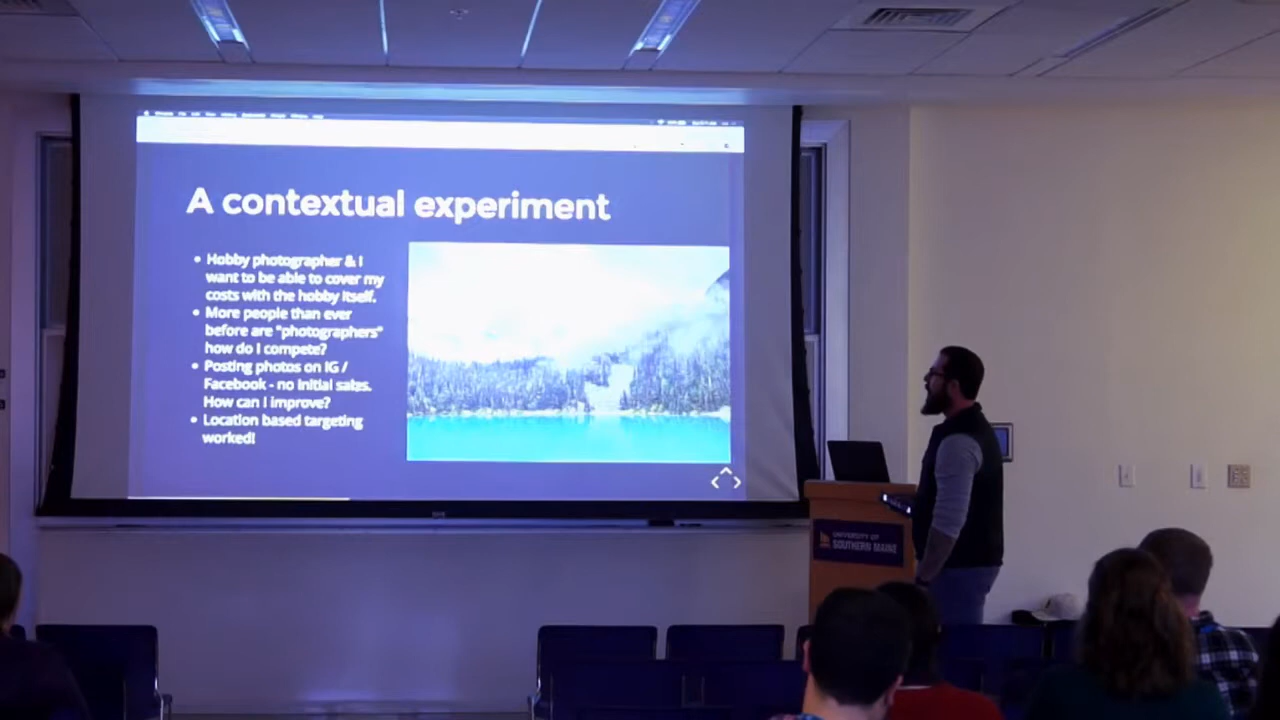 A contextual experiment
• Hobby photographer & I
want to be able to cover my
costs with the hobby itself.
• More people than ever
before are "photographers"
how do I compete?
• Posting photos on IG /
Facebook - no initial sales.
How can I improve?
• Location based targeting
worked!
UNIVERSITY OF
SOUTHERN MAINE